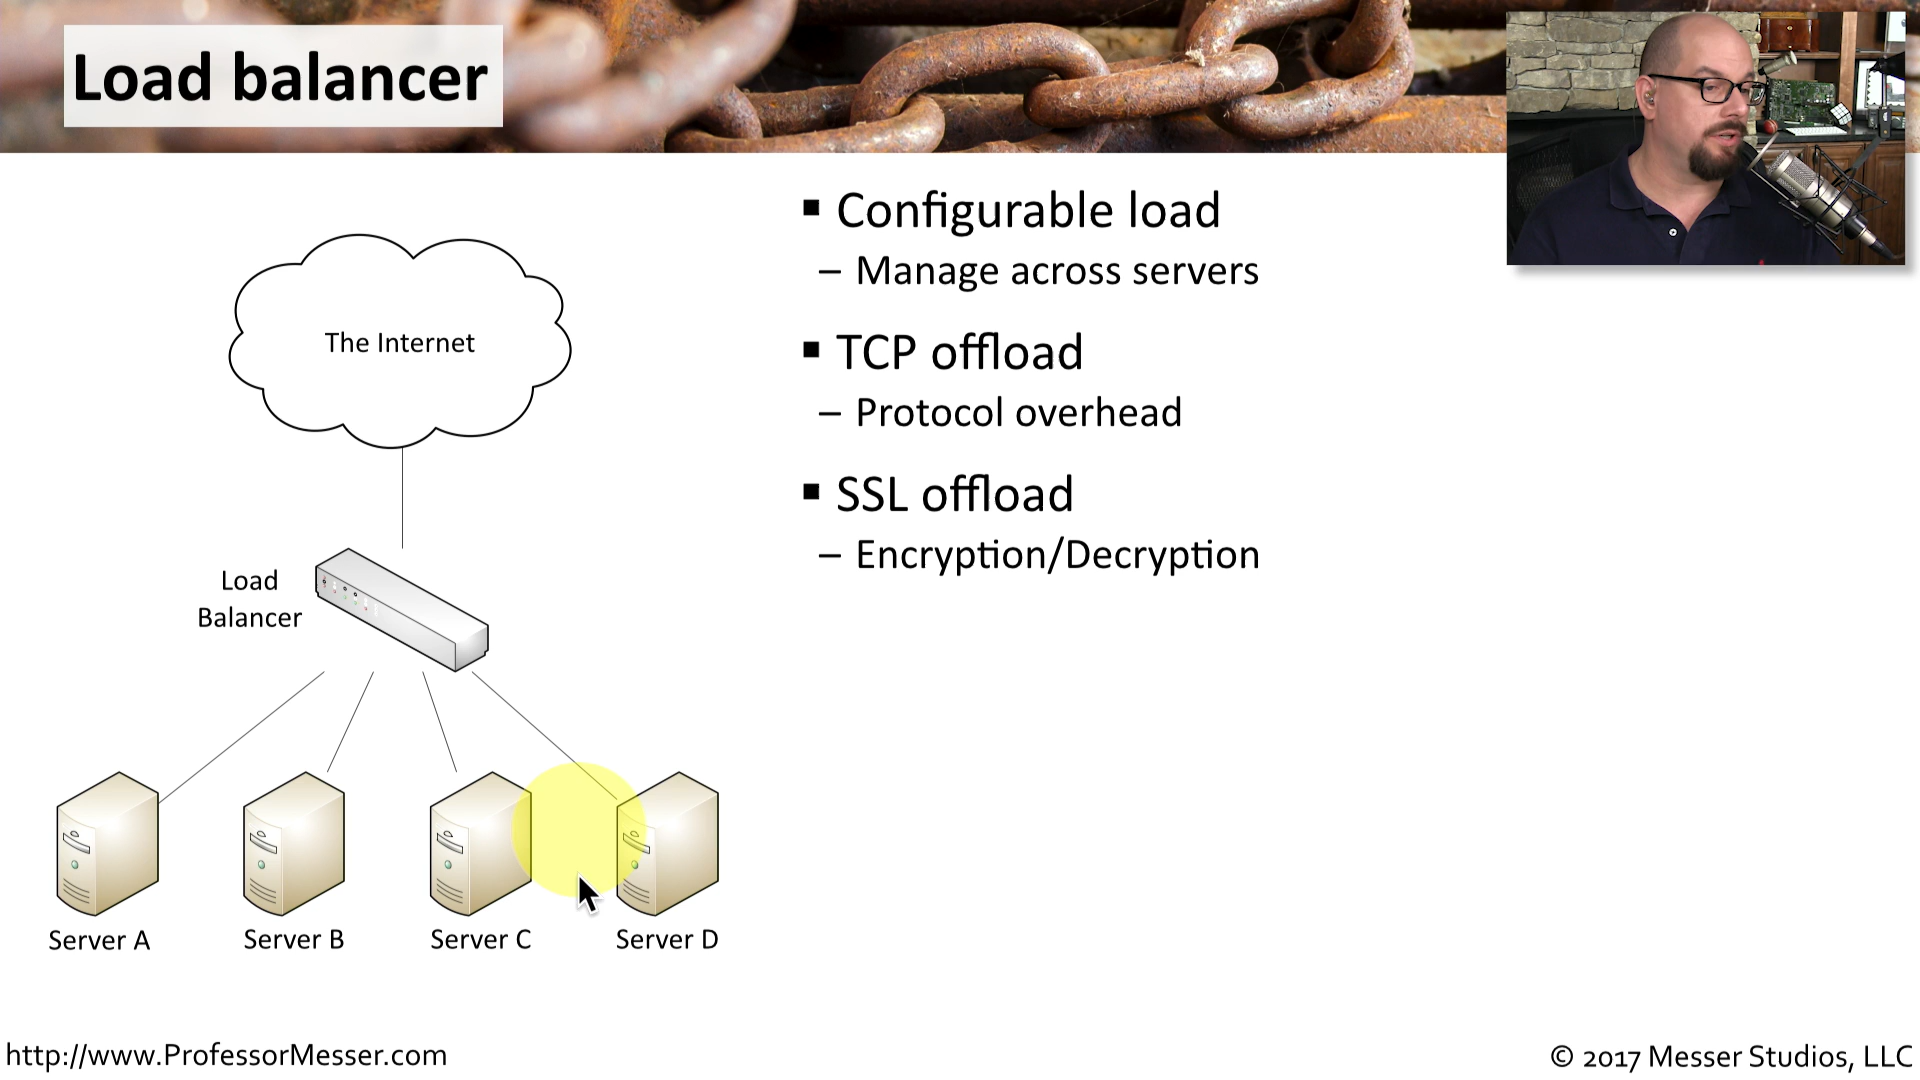 Load balancer
The Internet
Load
Balancer
Server A
Server B
Server C
Server D
▪ Configurable load
– Manage across servers
▪ TCP offload
– Protocol overhead
▪ SSL offload
– Encryption/Decryption
http://www.ProfessorMesser.com
© 2017 Messer Studios, LLC